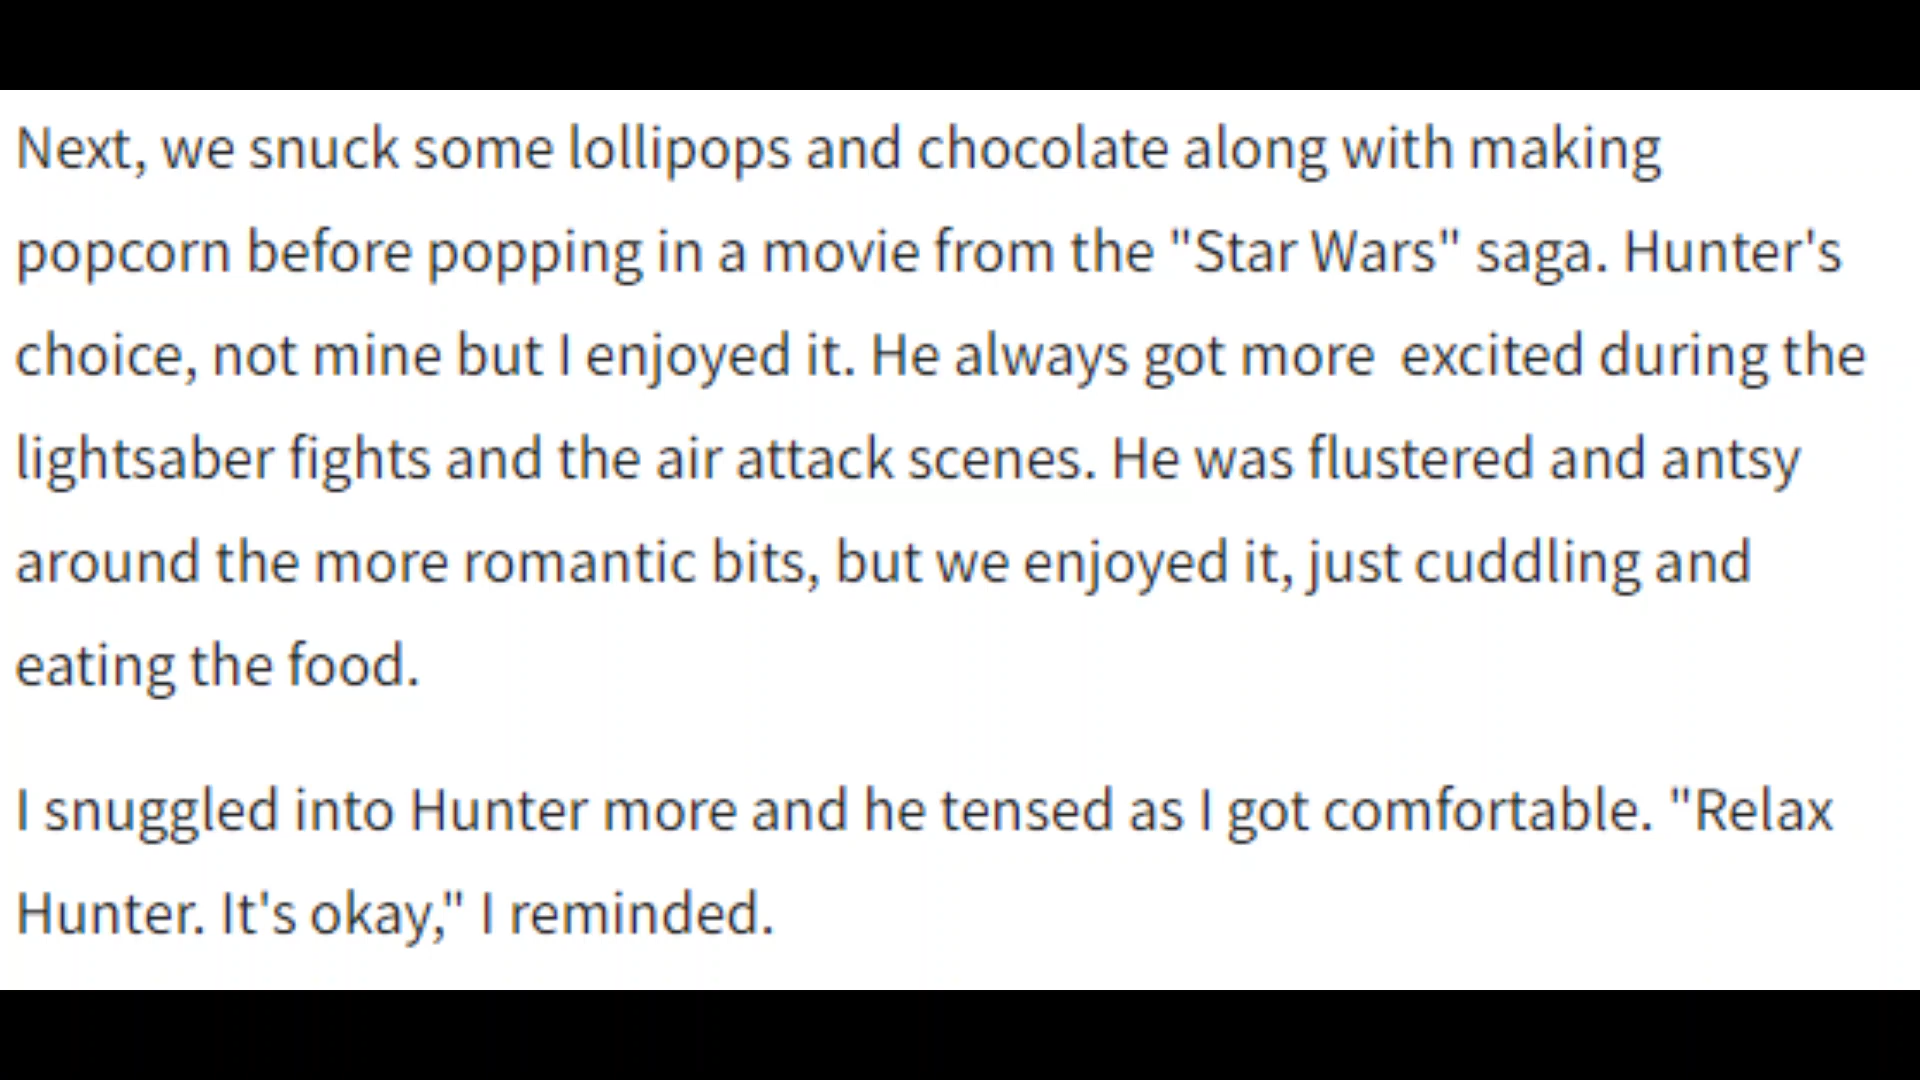 Next, we snuck some lollipops and chocolate along with making
popcorn before popping in a movie from the "Star Wars" saga. Hunter's
choice, not mine but I enjoyed it. He always got more  excited during the
lightsaber fights and the air attack scenes. He was flustered and antsy
around the more romantic bits, but we enjoyed it, just cuddling and
eating the food.
I snuggled into Hunter more and he tensed as I got comfortable. "Relax
Hunter. It's okay," I reminded.